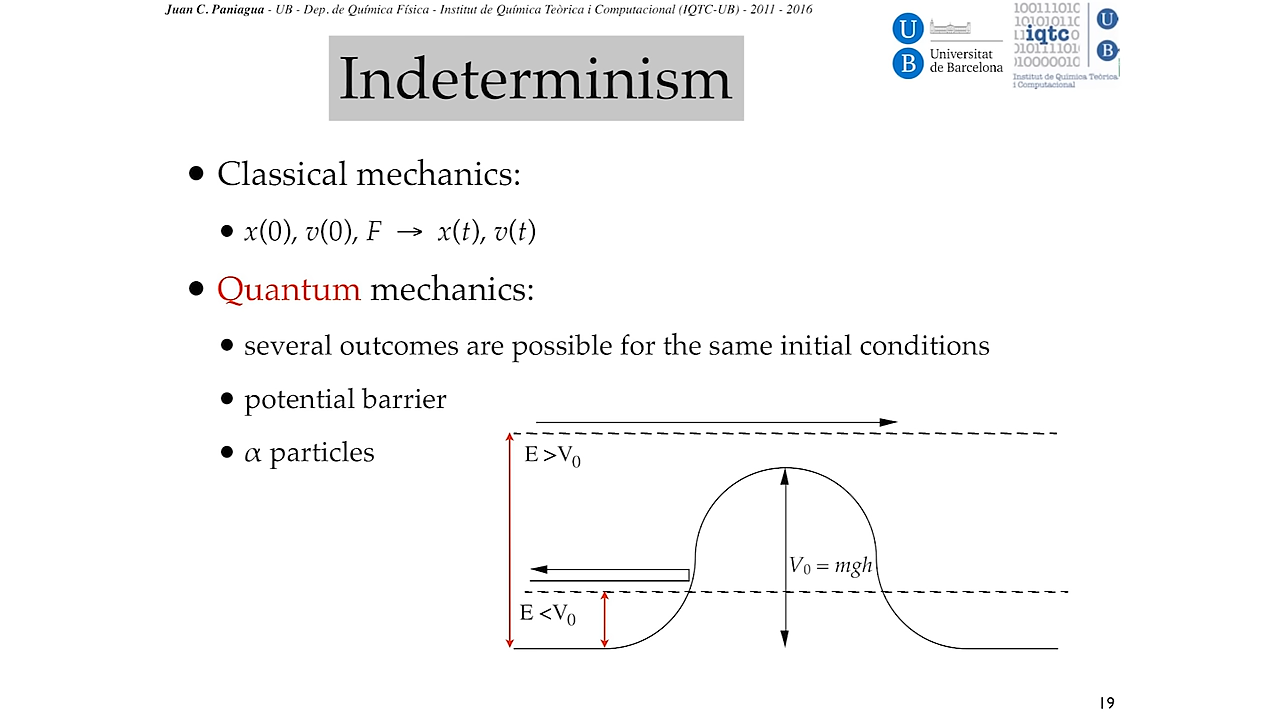 Juan C. Paniagua - UB - Dep. de Química Física - Institut de Química Teòrica i Computacional (IQTC-UB) - 2011 - 2016
U
B
Universitat
de Barcelona
100111010
10101011C
iqtc
U
B
Institut de Química Teòrica
i Computacional
Indeterminism
• Classical mechanics:
• x(0), v(0), F → x(t), v(t)
• Quantum mechanics:
• several outcomes are possible for the same initial conditions
• potential barrier
• α particles
E >V₀
V₀ = mgh
E <V₀
19